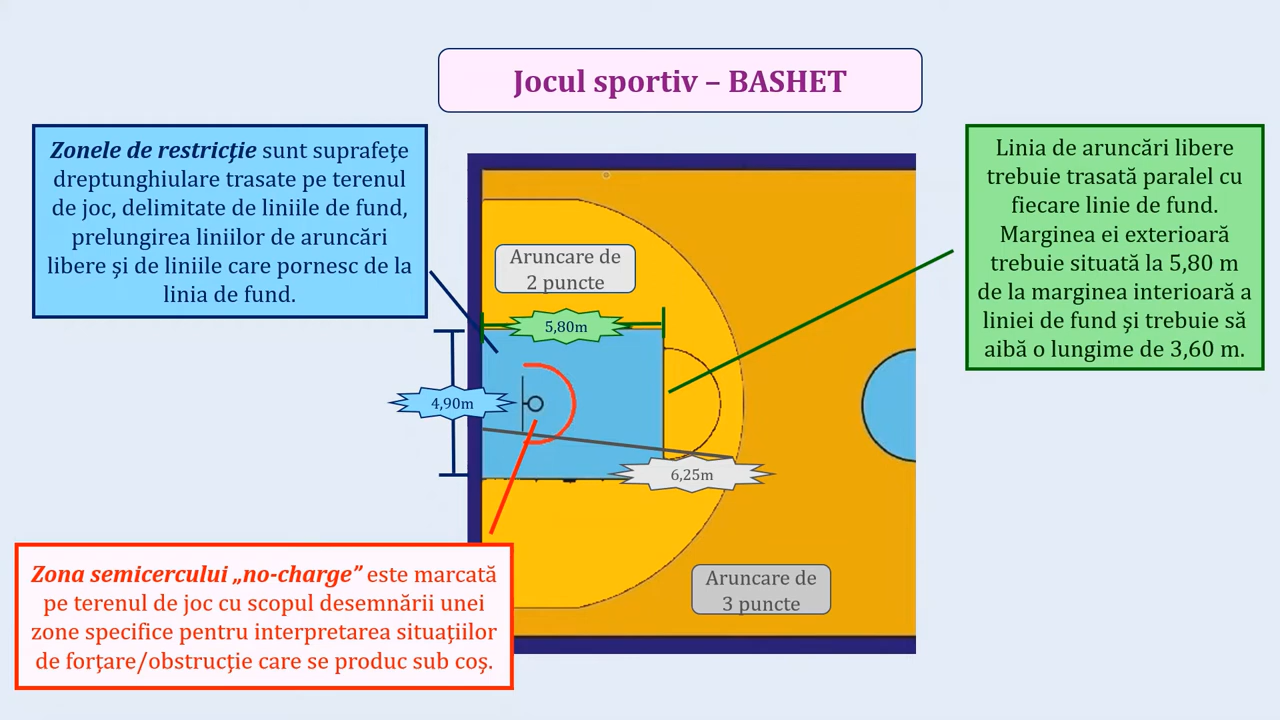 Jocul sportiv – BASHET
Zonele de restricţie sunt suprafeţe
dreptunghiulare trasate pe terenul
de joc, delimitate de liniile de fund,
prelungirea liniilor de aruncări
libere şi de liniile care pornesc de la
linia de fund.
Linia de aruncări libere
trebuie trasată paralel cu
fiecare linie de fund.
Marginea ei exterioară
trebuie situată la 5,80 m
de la marginea interioară a
liniei de fund şi trebuie să
aibă o lungime de 3,60 m.
Aruncare de
2 puncte
5,80m
4,90m
6,25m
Aruncare de
3 puncte
Zona semicercului „no-charge” este marcată
pe terenul de joc cu scopul desemnării unei
zone specifice pentru interpretarea situaţiilor
de forţare/obstrucţie care se produc sub coş.